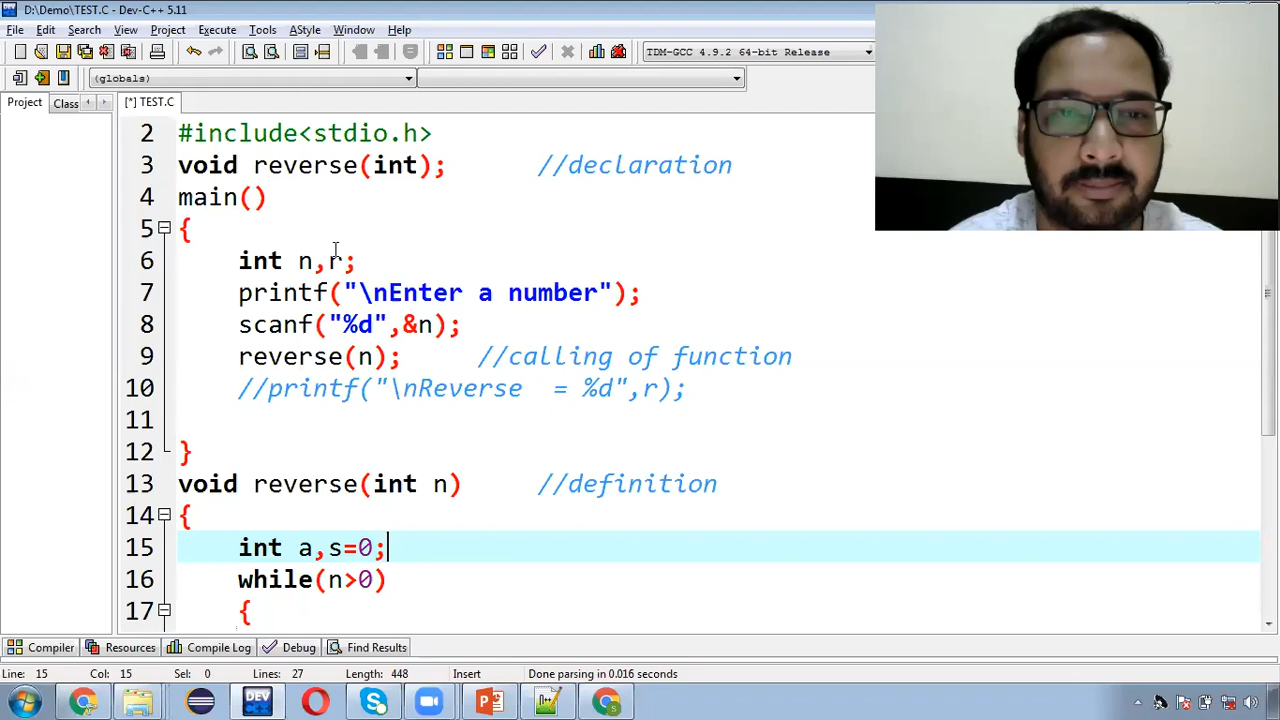 D:\Demo\TEST.C - Dev-C++ 5.11
File Edit Search View Project Execute Tools AStyle Window Help
TDM-GCC 4.9.2 64-bit Release
(globals)
Project Class [*] TEST.C
2 #include<stdio.h>
3 void reverse(int); //declaration
4 main()
5 {
6 int n,r;
7 printf("\nEnter a number");
8 scanf("%d",&n);
9 reverse(n); //calling of function
10 //printf("\nReverse  = %d",r);
11
12 }
13 void reverse(int n) //definition
14 {
15 int a,s=0;
16 while(n>0)
17 {
Compiler Resources Compile Log Debug Find Results
Line: 15 Col: 15 Sel: 0 Lines: 27 Length: 448 Insert Done parsing in 0.016 seconds
DEV C++